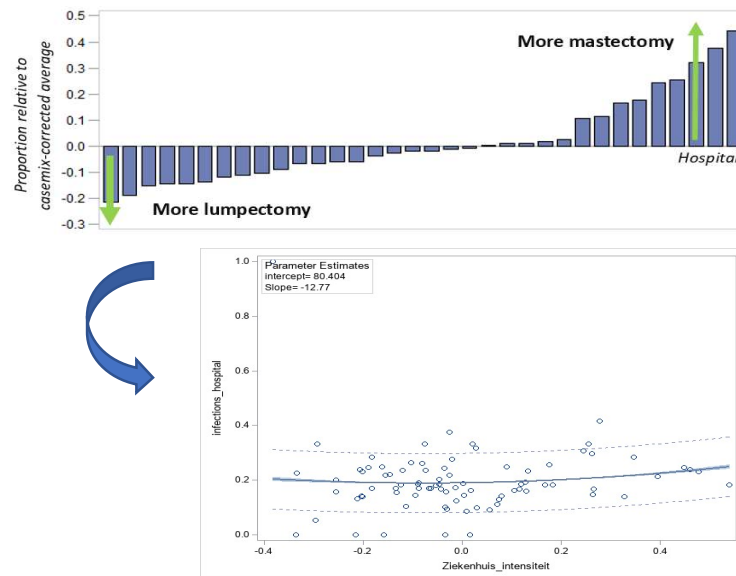 0.5
0.4
0.3
0.2
0.1
0.0
-0.1
-0.2
-0.3
Proportion relative to
casemix-corrected average
More mastectomy
Hospital
More lumpectomy
Parameter Estimates
intercept= 80.404
Slope= -12.77
1.0
0.8
0.6
0.4
0.2
0.0
infections_hospital
-0.4
-0.2
0.0
0.2
0.4
Ziekenhuis_intensiteit